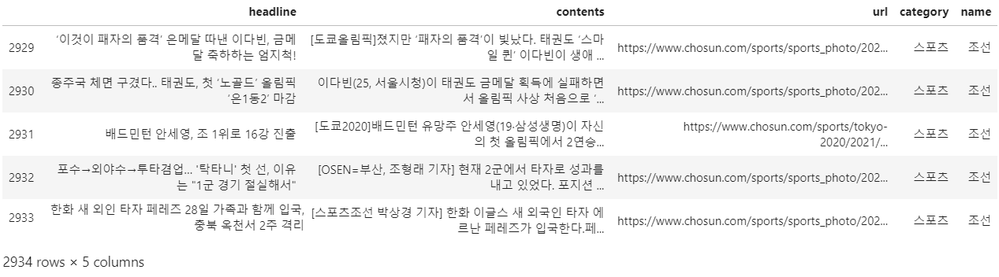 headline contents url category name
2929 '이것이 패자의 품격' 은메달 따낸 이다빈, 금메 [도쿄올림픽]졌지만 '패자의 품격'이 빛났다. 태권도 '스마 https://www.chosun.com/sports/sports_photo/202... 스포츠 조선
달 축하하는 엄지척! 일 퀸' 이다빈이 생애 ...
2930 종주국 체면 구겼다.. 태권도, 첫 '노골드' 올림픽 이다빈(25, 서울시청)이 태권도 금메달 획득에 실패하면 https://www.chosun.com/sports/sports_photo/202... 스포츠 조선
'은1동2' 마감 서 올림픽 사상 처음으로 '...
2931 배드민턴 안세영, 조 1위로 16강 진출 [도쿄2020]배드민턴 유망주 안세영(19·삼성생명)이 자신 https://www.chosun.com/sports/tokyo- 스포츠 조선
의 첫 올림픽에서 2연승... 2020/2021/...
2932 포수→외야수→투타겸업... '탁타니' 첫 선, 이유 [OSEN=부산, 조형래 기자] 현재 2군에서 타자로 성과를 https://www.chosun.com/sports/sports_photo/202... 스포츠 조선
는 "1군 경기 절실해서" 내고 있었다. 포지션 ...
2933 한화 새 외인 타자 페레즈 28일 가족과 함께 입국, [스포츠조선 박상경 기자] 한화 이글스 새 외국인 타자 에 https://www.chosun.com/sports/sports_photo/202... 스포츠 조선
충북 옥천서 2주 격리 르난 페레즈가 입국한다.페...
2934 rows × 5 columns